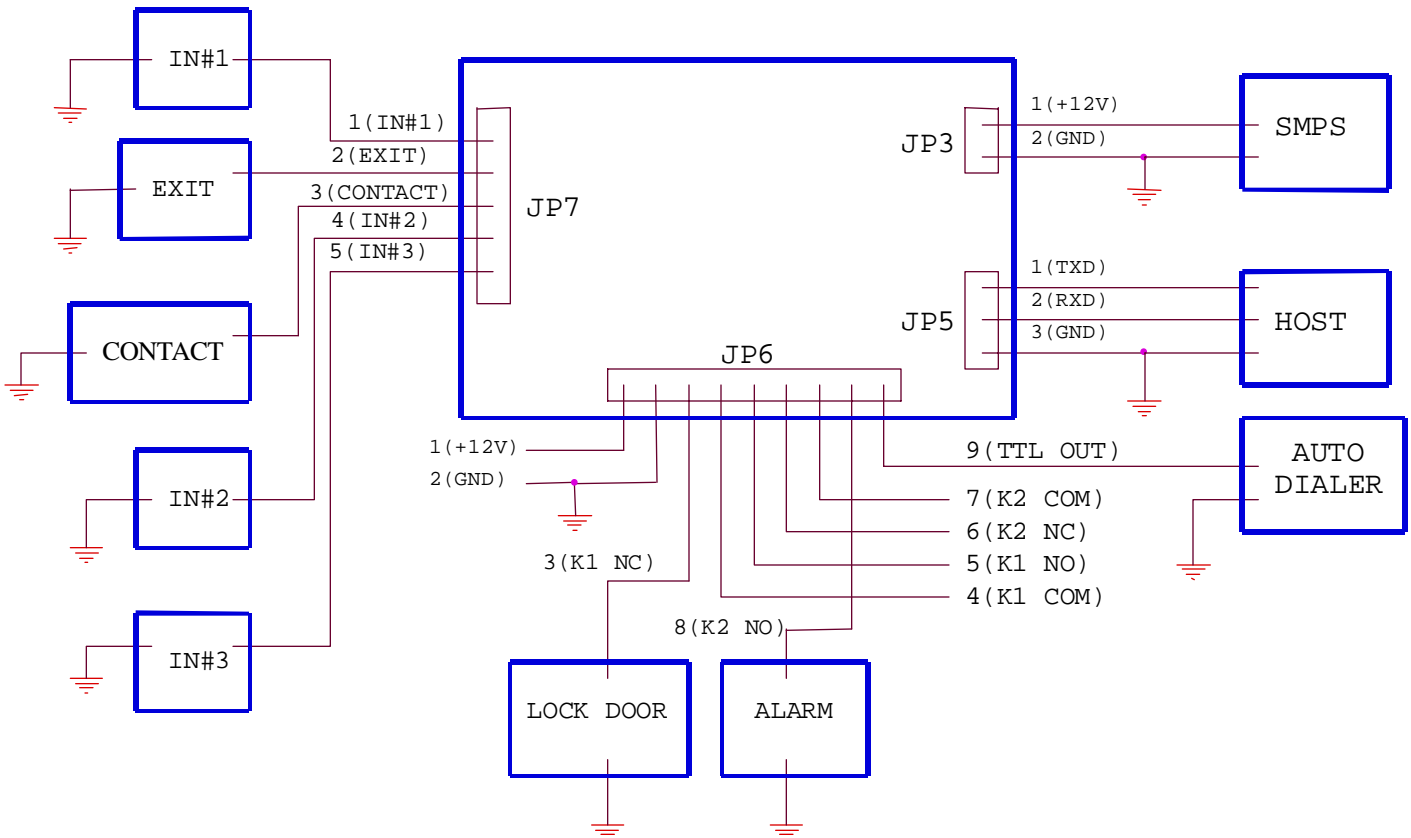 IN#1
1(IN#1)
2(EXIT)
EXIT
3(CONTACT)
4(IN#2)
5(IN#3)
JP7
CONTACT
IN#2
IN#3
JP3
1(+12V)
2(GND)
SMPS
JP5
1(TXD)
2(RXD)
3(GND)
HOST
JP6
1(+12V)
2(GND)
3(K1 NC)
8(K2 NO)
9(TTL OUT)
7(K2 COM)
6(K2 NC)
5(K1 NO)
4(K1 COM)
AUTO
DIALER
LOCK DOOR
ALARM